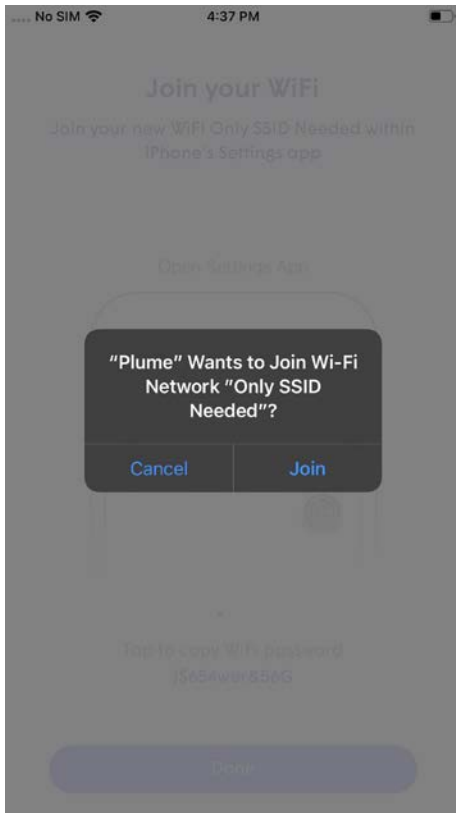 No SIM 4:37 PM
Join your WiFi
Join your new WiFi Only SSID Needed within
iPhone's Settings app
Open Settings App
"Plume" Wants to Join Wi-Fi
Network "Only SSID
Needed"?
Cancel Join
Tap to copy WiFi password
Done